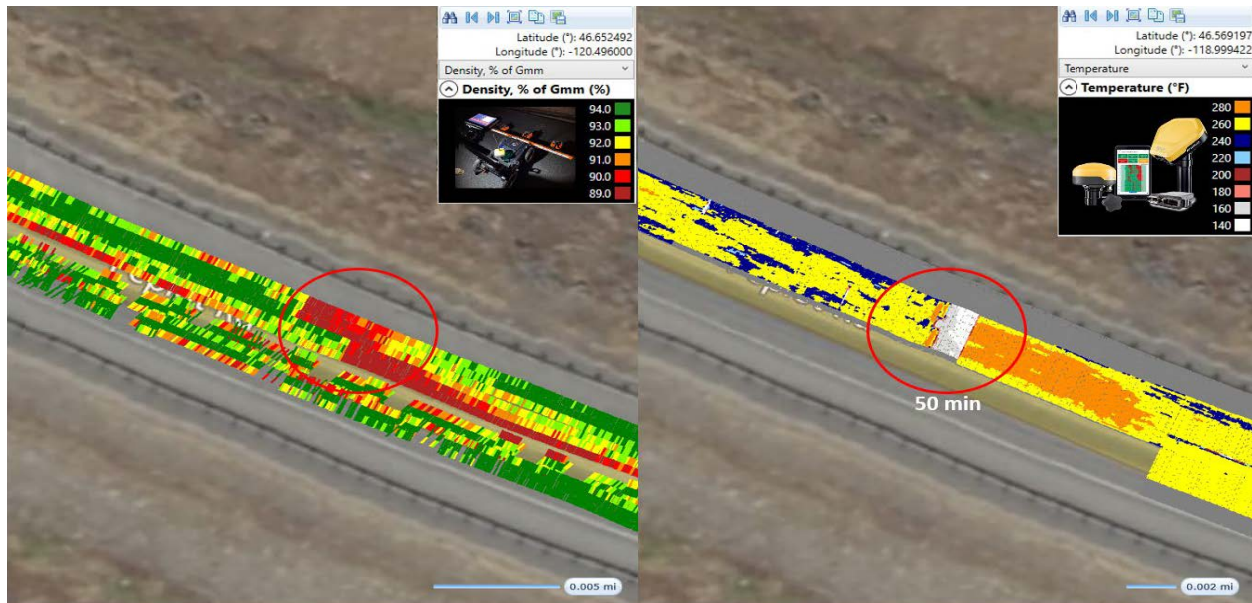 Latitude (°): 46.652492
Longitude (°): -120.496000
Density, % of Gmm
Density, % of Gmm (%)
94.0
93.0
92.0
91.0
90.0
89.0
0.005 mi
Latitude (°): 46.569197
Longitude (°): -118.999422
Temperature
Temperature (°F)
280
260
240
220
200
180
160
140
50 min
0.002 mi